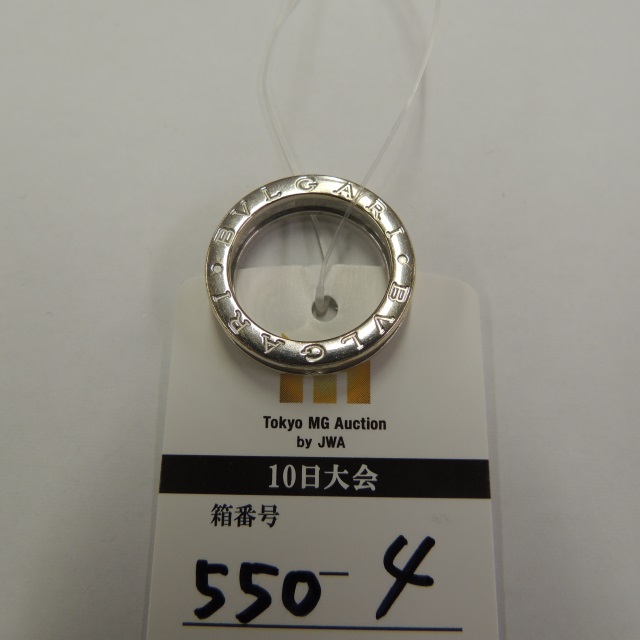 BVLGARI • BVLGARI •
Tokyo MG Auction
by JWA
10日大会
箱番号
550-4